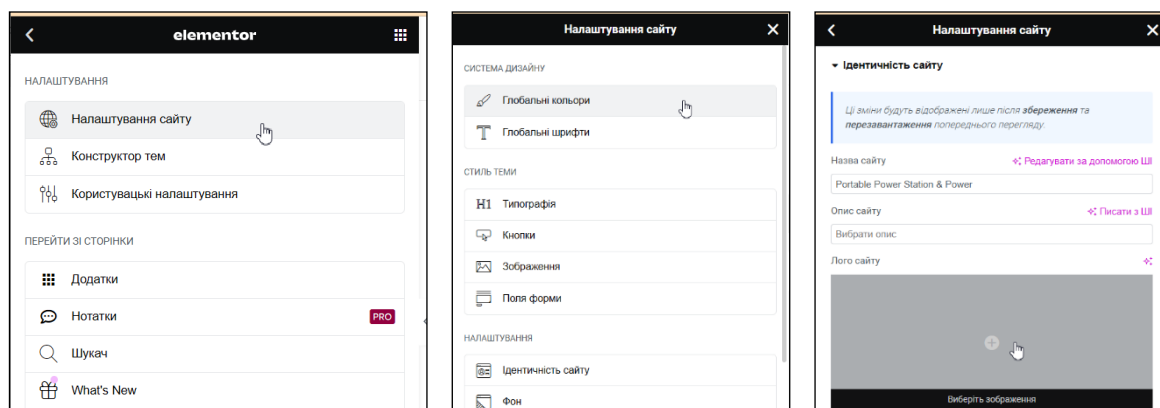 elementor
НАЛАШТУВАННЯ
Налаштування сайту
Конструктор тем
Користувацькі налаштування
ПЕРЕЙТИ ЗІ СТОРІНКИ
Додатки
Нотатки PRO
Шукач
What's New
Налаштування сайту
СИСТЕМА ДИЗАЙНУ
Глобальні кольори
Глобальні шрифти
СТИЛЬ ТЕМИ
H1 Типографія
Кнопки
Зображення
Поля форми
НАЛАШТУВАННЯ
Ідентичність сайту
Фон
Налаштування сайту
Ідентичність сайту
Ці зміни будуть відображені лише після збереження та
перезавантаження попереднього перегляду.
Назва сайту Редагувати за допомогою ШІ
Portable Power Station & Power
Опис сайту Писати з ШІ
Вибрати опис
Лого сайту
Виберіть зображення